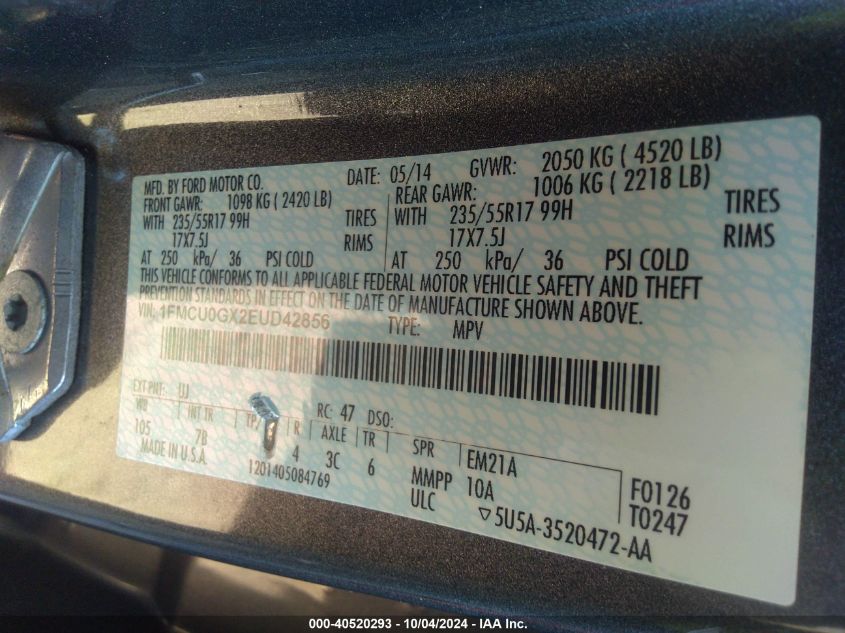 MFD. BY FORD MOTOR CO. DATE: 05/14 GVWR: 2050 KG ( 4520 LB)
FRONT GAWR: 1098 KG ( 2420 LB) REAR GAWR: 1006 KG ( 2218 LB)
WITH 235/55R17 99H TIRES WITH 235/55R17 99H TIRES
17X7.5J RIMS 17X7.5J RIMS
AT 250 kPa/ 36 PSI COLD AT 250 kPa/ 36 PSI COLD
THIS VEHICLE CONFORMS TO ALL APPLICABLE FEDERAL MOTOR VEHICLE SAFETY AND THEFT
PREVENTION STANDARDS IN EFFECT ON THE DATE OF MANUFACTURE SHOWN ABOVE.
VIN: 1FMCU0GX2EUD42856 TYPE: MPV
EXT PNT: UJ RC: 47 DSO:
WB INT TR TP/ R AXLE TR SPR EM21A
105 7B 4 3C 6 MMPP 10A F0126
MADE IN U.S.A. 1201405084769 ULC T0247
▽5U5A-3520472-AA
000-40520293 - 10/04/2024 - IAA Inc.